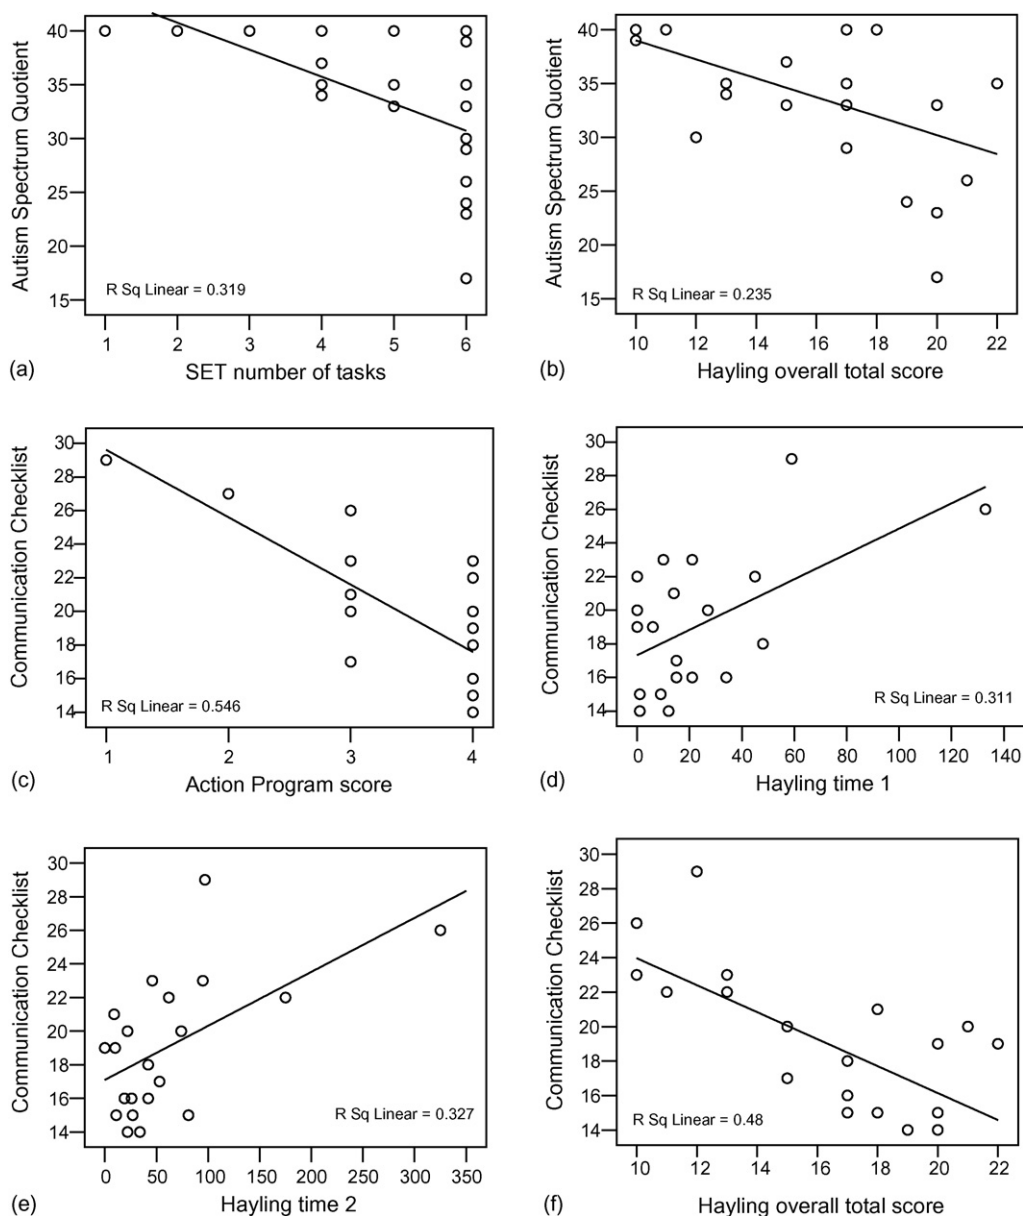 40
35
30
25
20
15
Autism Spectrum Quotient
R Sq Linear = 0.319
1 2 3 4 5 6
(a)
SET number of tasks
40
35
30
25
20
15
Autism Spectrum Quotient
R Sq Linear = 0.235
10 12 14 16 18 20 22
(b)
Hayling overall total score
30
28
26
24
22
20
18
16
14
Communication Checklist
R Sq Linear = 0.546
1 2 3 4
(c)
Action Program score
30
28
26
24
22
20
18
16
14
Communication Checklist
R Sq Linear = 0.311
0 20 40 60 80 100 120 140
(d)
Hayling time 1
30
28
26
24
22
20
18
16
14
Communication Checklist
R Sq Linear = 0.327
0 50 100 150 200 250 300 350
(e)
Hayling time 2
30
28
26
24
22
20
18
16
14
Communication Checklist
R Sq Linear = 0.48
10 12 14 16 18 20 22
(f)
Hayling overall total score